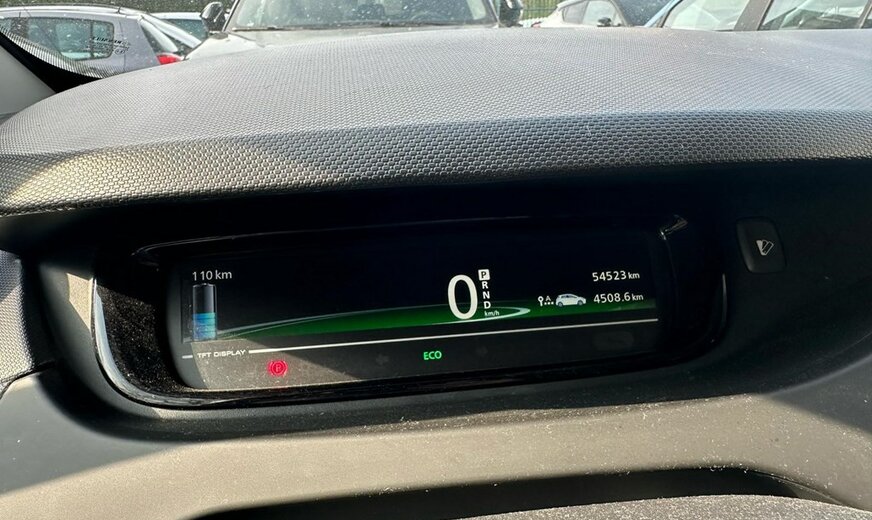 110 km
0
P
R
N
D
km/h
54523 km
A
4508.6 km
TFT DISPLAY
P
ECO